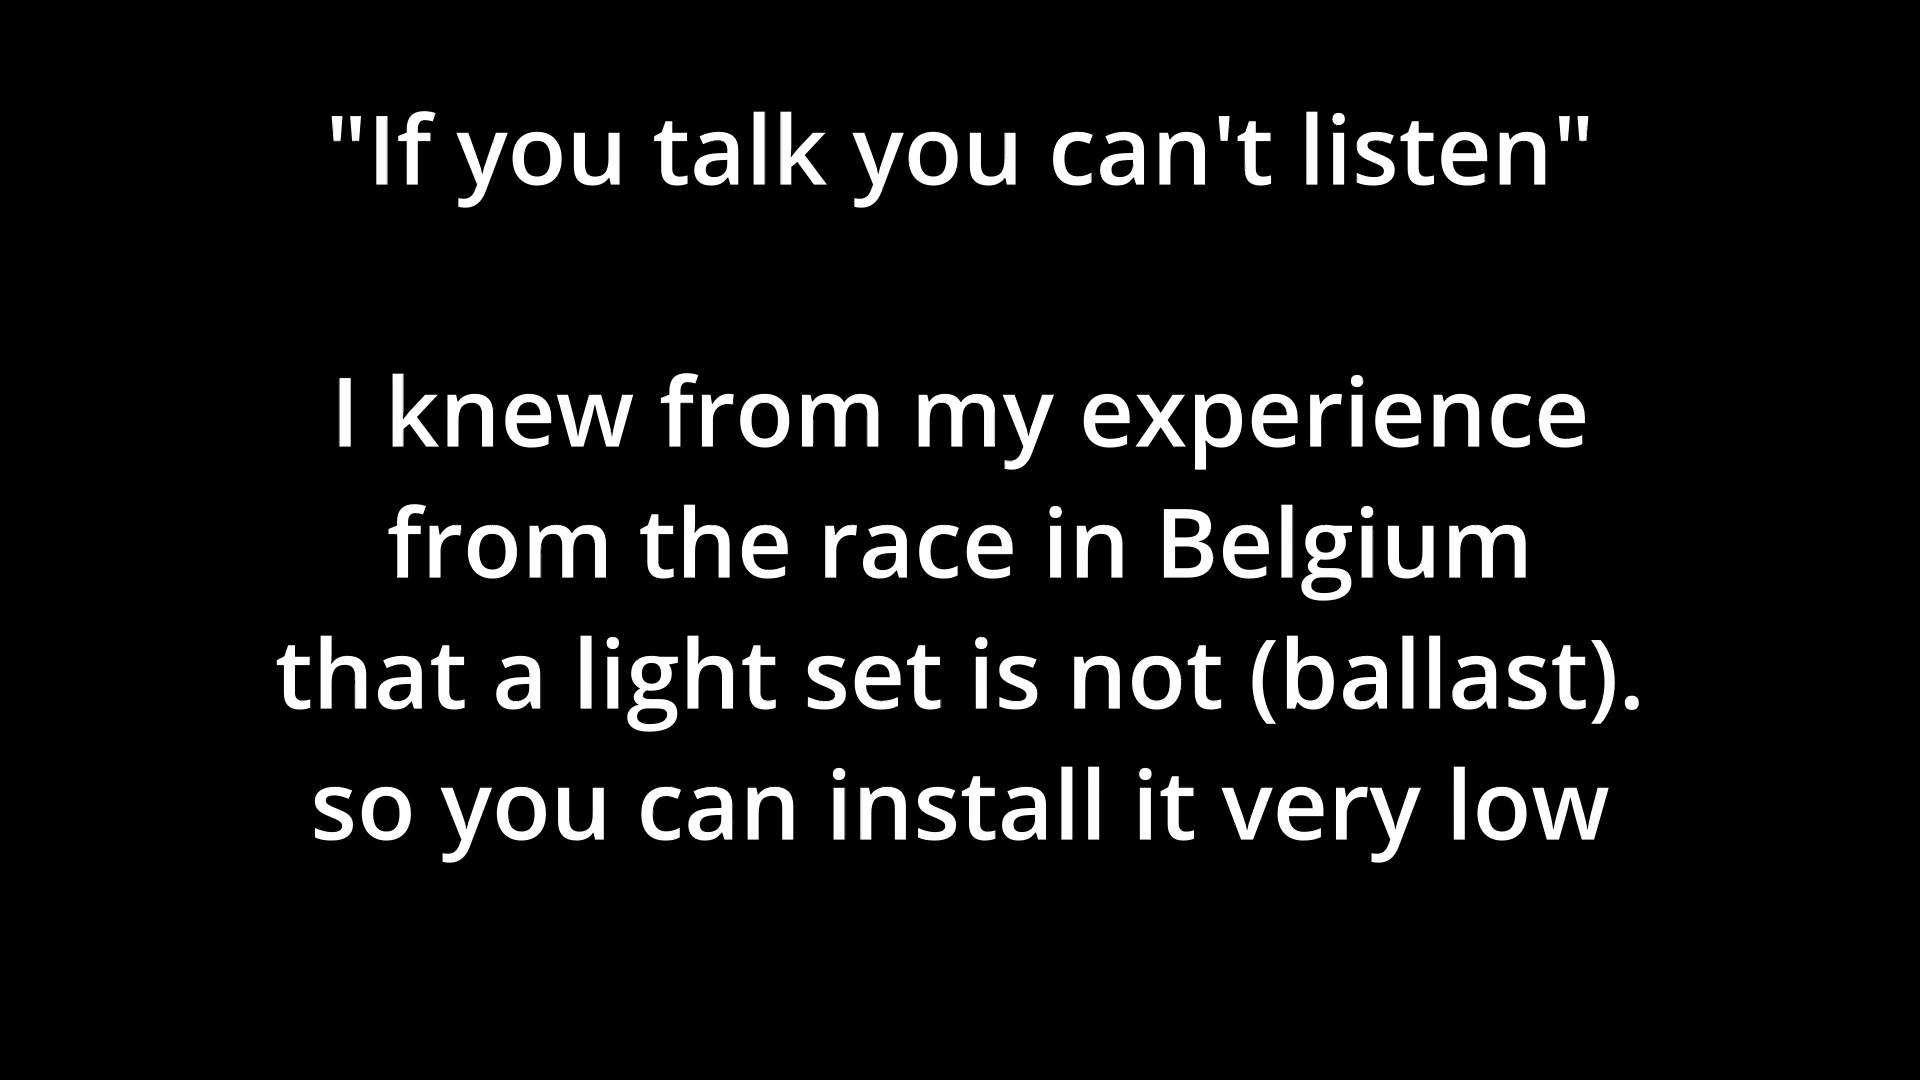 "If you talk you can't listen"
I knew from my experience
from the race in Belgium
that a light set is not (ballast).
so you can install it very low